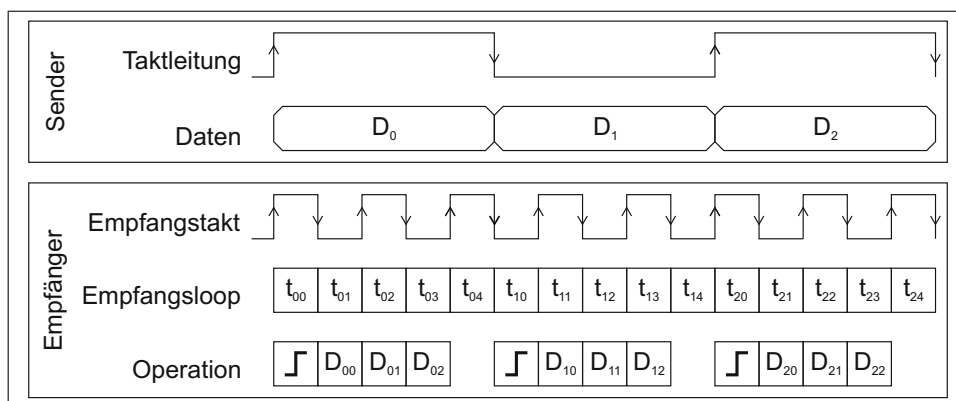 Sender
Taktleitung
Daten D₀ D₁ D₂
Empfänger
Empfangstakt
Empfangsloop t₀₀ t₀₁ t₀₂ t₀₃ t₀₄ t₁₀ t₁₁ t₁₂ t₁₃ t₁₄ t₂₀ t₂₁ t₂₂ t₂₃ t₂₄
Operation D₀₀ D₀₁ D₀₂ D₁₀ D₁₁ D₁₂ D₂₀ D₂₁ D₂₂